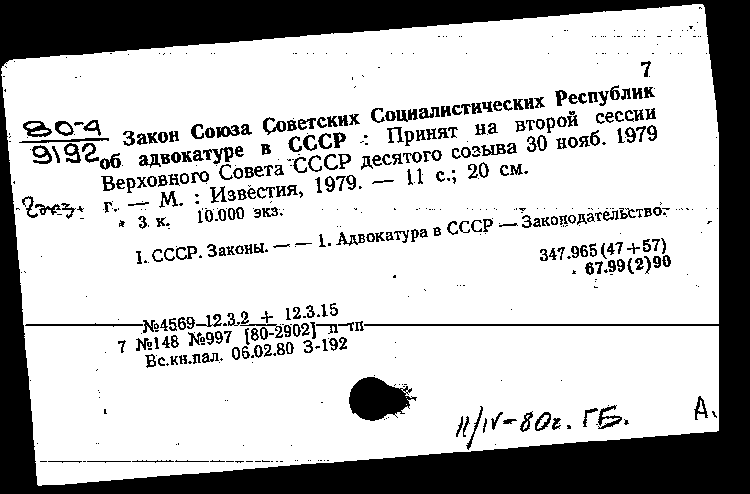 7
80-4 Закон Союза Советских Социалистических Республик
9192 об адвокатуре в СССР : Принят на второй сессии
Верховного Совета СССР десятого созыва 30 нояб. 1979
2 экз. г. — М. : Известия, 1979. — 11 с.; 20 см.
3 к. 10.000 экз.
I. СССР. Законы. — — 1. Адвокатура в СССР — Законодательство.
347.965(47+57)
67.99(2)90
№4569 12.3.2 + 12.3.15
7 №148 №997 [80-2902] п тп
Вс.кн.пал. 06.02.80 З-192
11/IV-80г. ГБ. А.